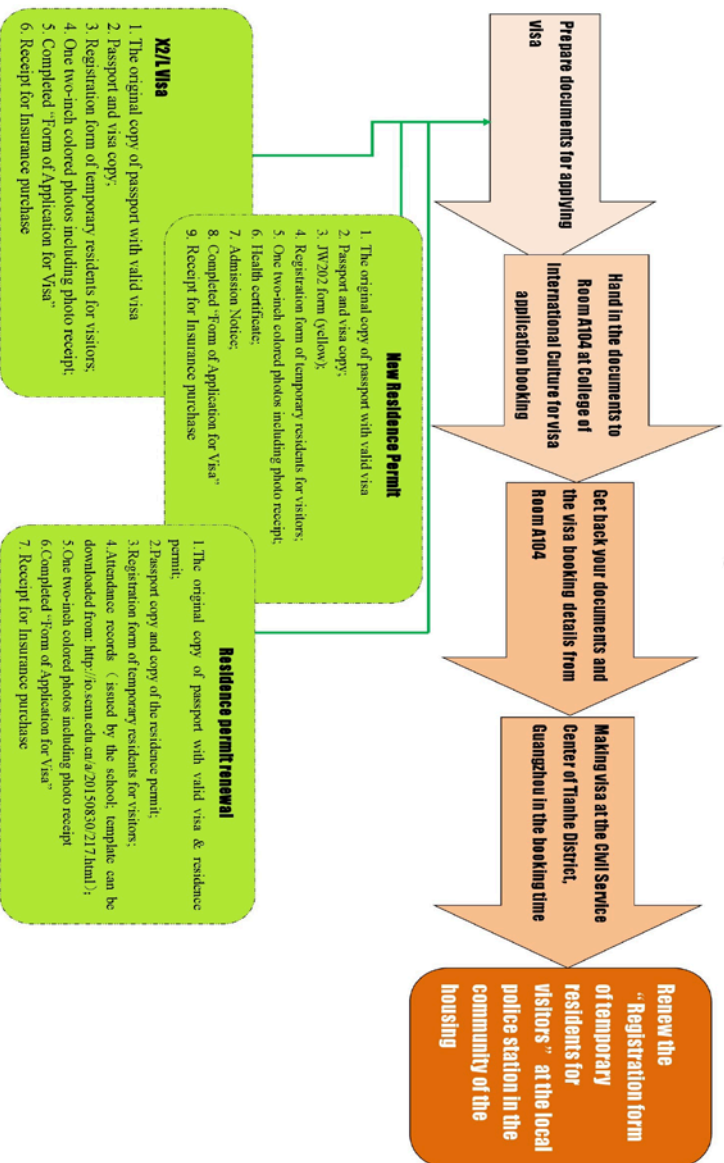 Prepare documents for applying
visa
Hand in the documents to
Room A104 at College of
International Culture for visa
application booking
Get back your documents and
the visa booking details from
Room A104
Making visa at the Civil Service
Center of Tianhe District,
Guangzhou in the booking time
Renew the
“Registration form
of temporary
residents for
visitors” at the local
police station in the
community of the
housing
X2/L Visa
1. The original copy of passport with valid visa
2. Passport and visa copy;
3. Registration form of temporary residents for visitors;
4. One two-inch colored photos including photo receipt;
5. Completed “Form of Application for Visa”
6. Receipt for Insurance purchase
New Residence Permit
1. The original copy of passport with valid visa
2. Passport and visa copy;
3. JW202 form (yellow);
4. Registration form of temporary residents for visitors;
5. One two-inch colored photos including photo receipt;
6. Health certificate;
7. Admission Notice;
8. Completed “Form of Application for Visa”
9. Receipt for Insurance purchase
Residence permit renewal
1.The original copy of passport with valid visa & residence
permit;
2.Passport copy and copy of the residence permit;
3.Registration form of temporary residents for visitors;
4.Attendance records （issued by the school; template can be
downloaded from: http://io.scnu.edu.cn/a/20150830/217.html）;
5.One two-inch colored photos including photo receipt
6.Completed “Form of Application for Visa”
7. Receipt for Insurance purchase